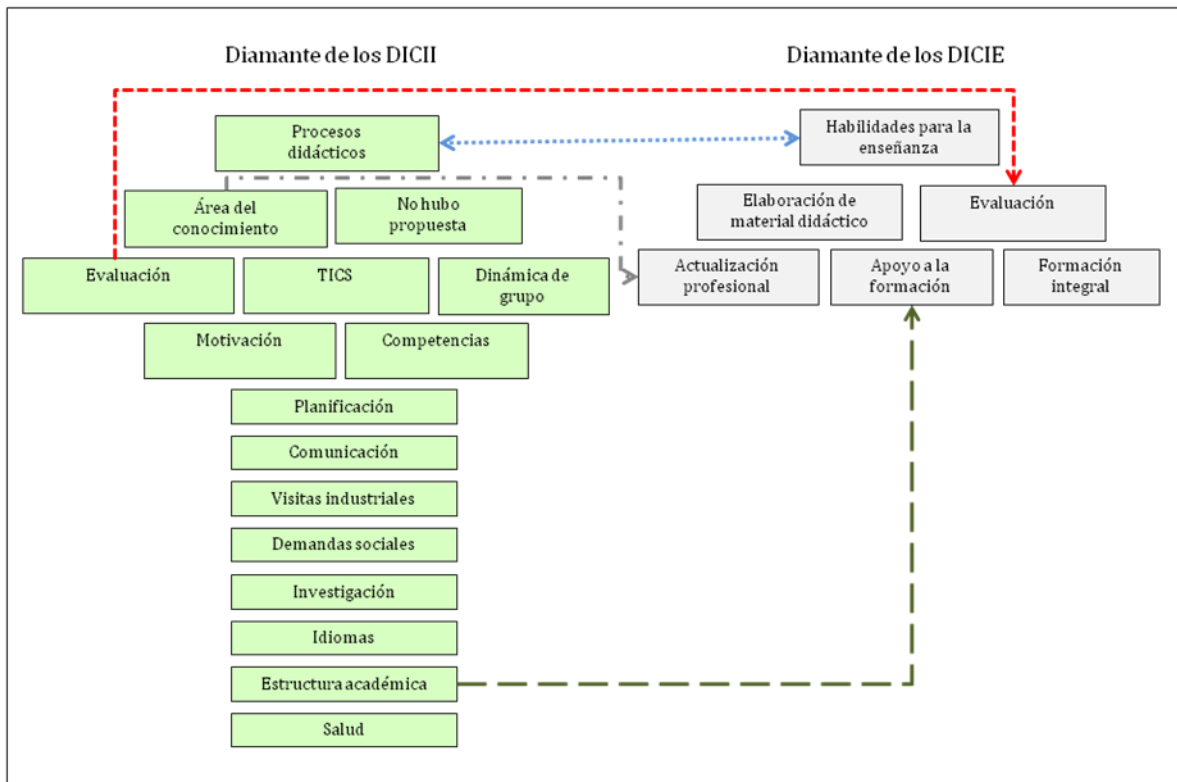 Diamante de los DICII
Diamante de los DICIE
Procesos
didácticos
Habilidades para la
enseñanza
Área del
conocimiento
No hubo
propuesta
Elaboración de
material didáctico
Evaluación
Evaluación
TICS
Dinámica de
grupo
Actualización
profesional
Apoyo a la
formación
Formación
integral
Motivación
Competencias
Planificación
Comunicación
Visitas industriales
Demandas sociales
Investigación
Idiomas
Estructura académica
Salud